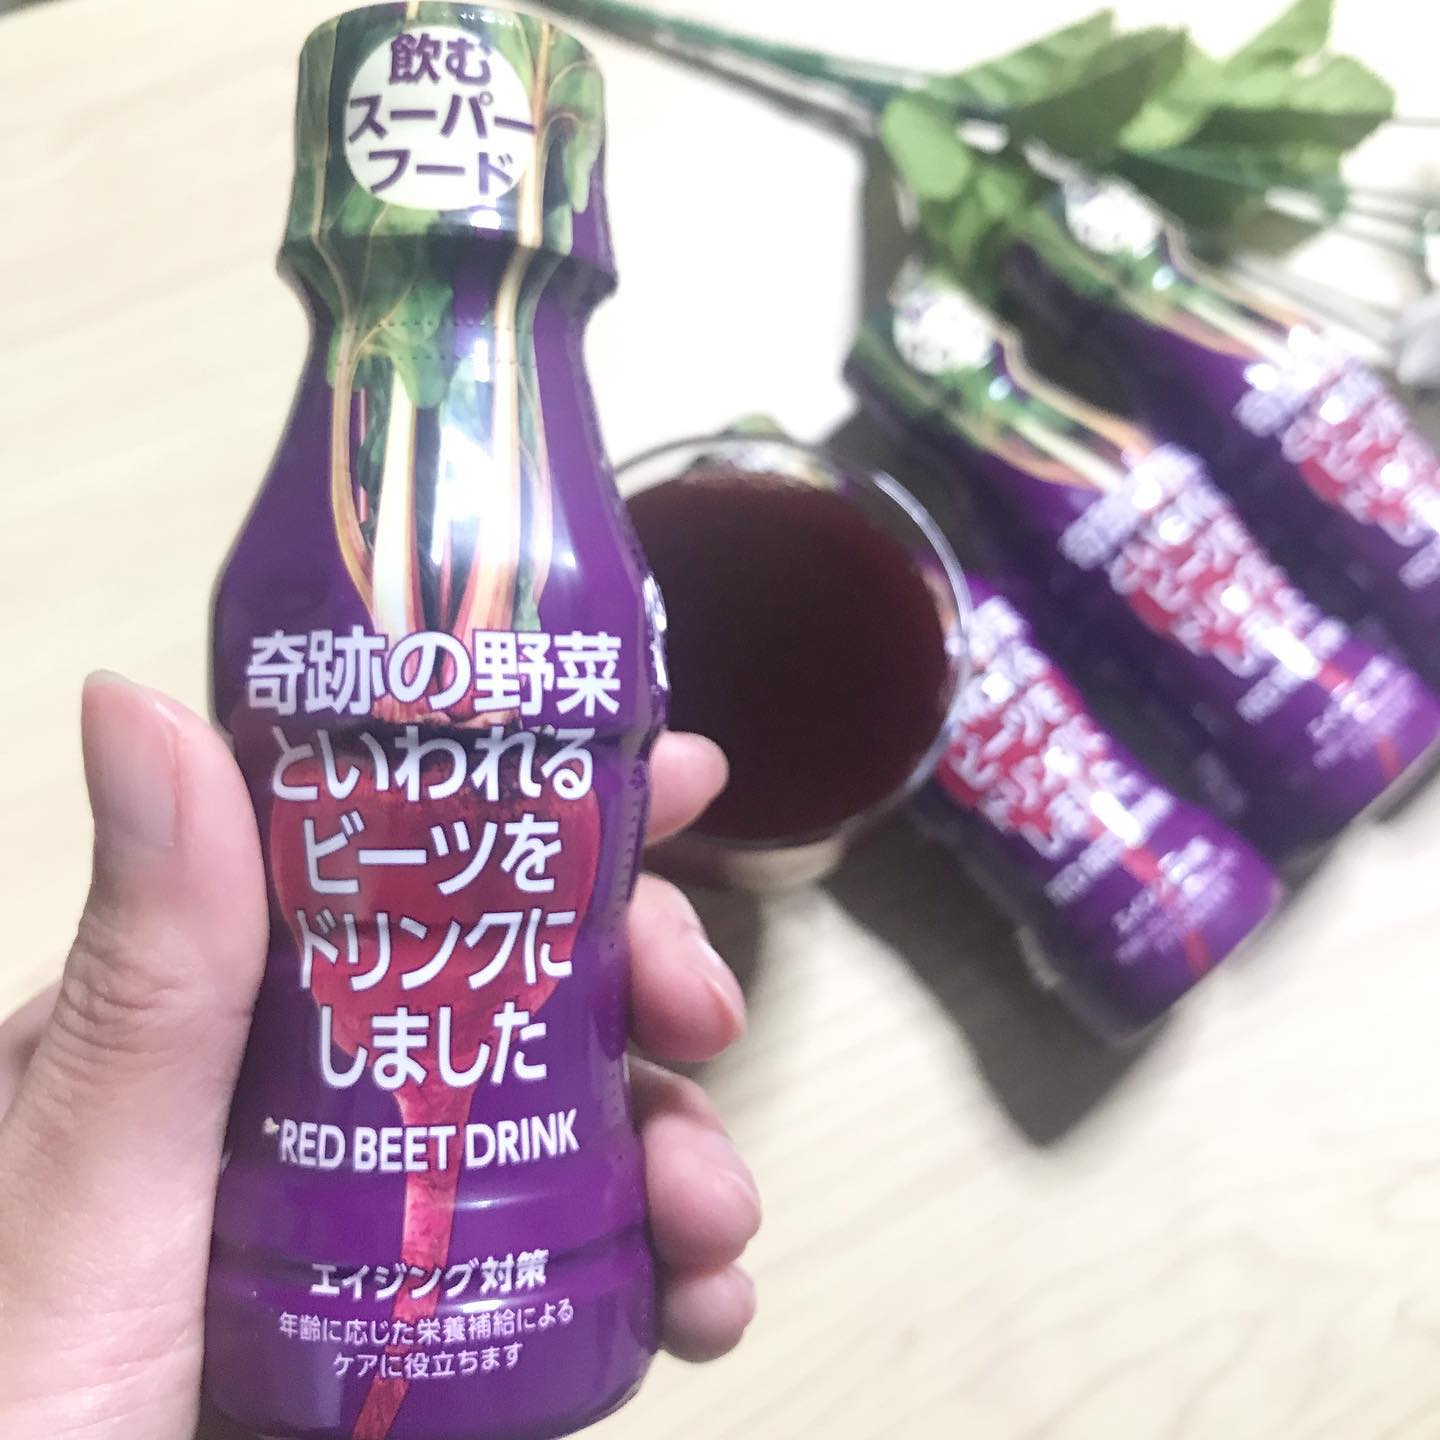 飲む
スーパー
フード
奇跡の野菜
といわれる
ビーツを
ドリンクに
しました
RED BEET DRINK
エイジング対策
年齢に応じた栄養補給による
ケアに役立ちます